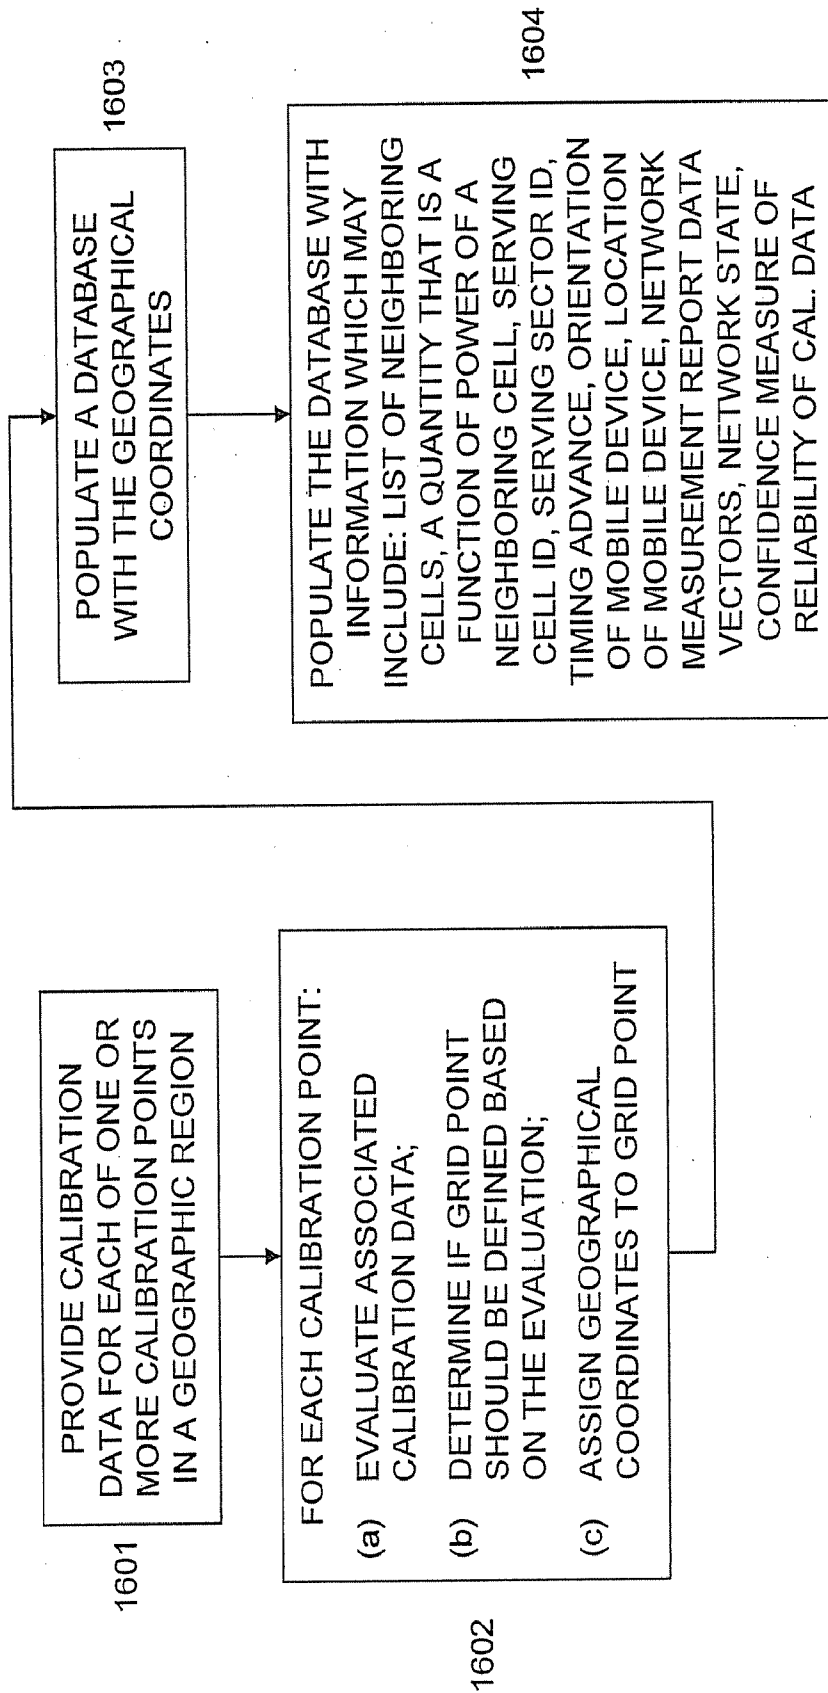 PROVIDE CALIBRATION
DATA FOR EACH OF ONE OR
MORE CALIBRATION POINTS
IN A GEOGRAPHIC REGION
1601
FOR EACH CALIBRATION POINT:
(a) EVALUATE ASSOCIATED
CALIBRATION DATA;
(b) DETERMINE IF GRID POINT
SHOULD BE DEFINED BASED
ON THE EVALUATION;
(c) ASSIGN GEOGRAPHICAL
COORDINATES TO GRID POINT
1602
POPULATE A DATABASE
WITH THE GEOGRAPHICAL
COORDINATES
1603
POPULATE THE DATABASE WITH
INFORMATION WHICH MAY
INCLUDE: LIST OF NEIGHBORING
CELLS, A QUANTITY THAT IS A
FUNCTION OF POWER OF A
NEIGHBORING CELL, SERVING
CELL ID, SERVING SECTOR ID,
TIMING ADVANCE, ORIENTATION
OF MOBILE DEVICE, LOCATION
OF MOBILE DEVICE, NETWORK
MEASUREMENT REPORT DATA
VECTORS, NETWORK STATE,
CONFIDENCE MEASURE OF
RELIABILITY OF CAL. DATA
1604